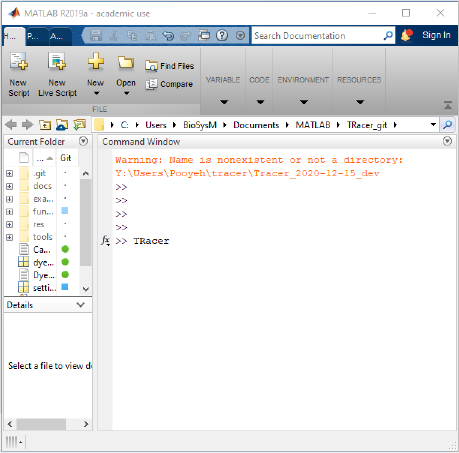 MATLAB R2019a - academic use
H... P... A...
Search Documentation
Sign In
New Script
New Live Script
New
Open
Find Files
Compare
FILE
VARIABLE
CODE
ENVIRONMENT
RESOURCES
C: Users BioSysM Documents MATLAB TRacer_git
Current Folder
... Git
.git
docs
exa...
fun...
res
tools
Ca...
dye...
Dye...
setti...
Details
Select a file to view de
Command Window
Warning: Name is nonexistent or not a directory:
Y:\Users\Pooyeh\tracer\Tracer_2020-12-15_dev
>>
>>
>>
>>
fx >> TRacer